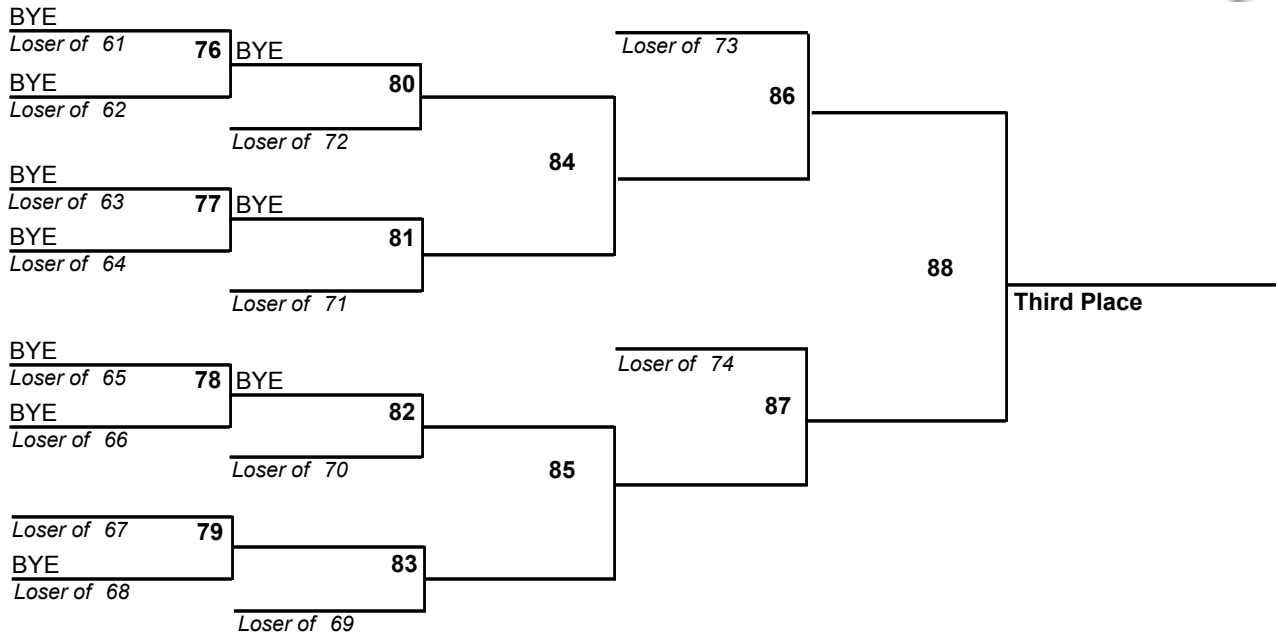 BYE
Loser of 61
76
BYE
BYE
Loser of 62
80
Loser of 72
Loser of 73
86
84
BYE
Loser of 63
77
BYE
BYE
Loser of 64
81
Loser of 71
88
Third Place
BYE
Loser of 65
78
BYE
BYE
Loser of 66
82
Loser of 70
Loser of 74
87
85
Loser of 67
79
BYE
Loser of 68
83
Loser of 69